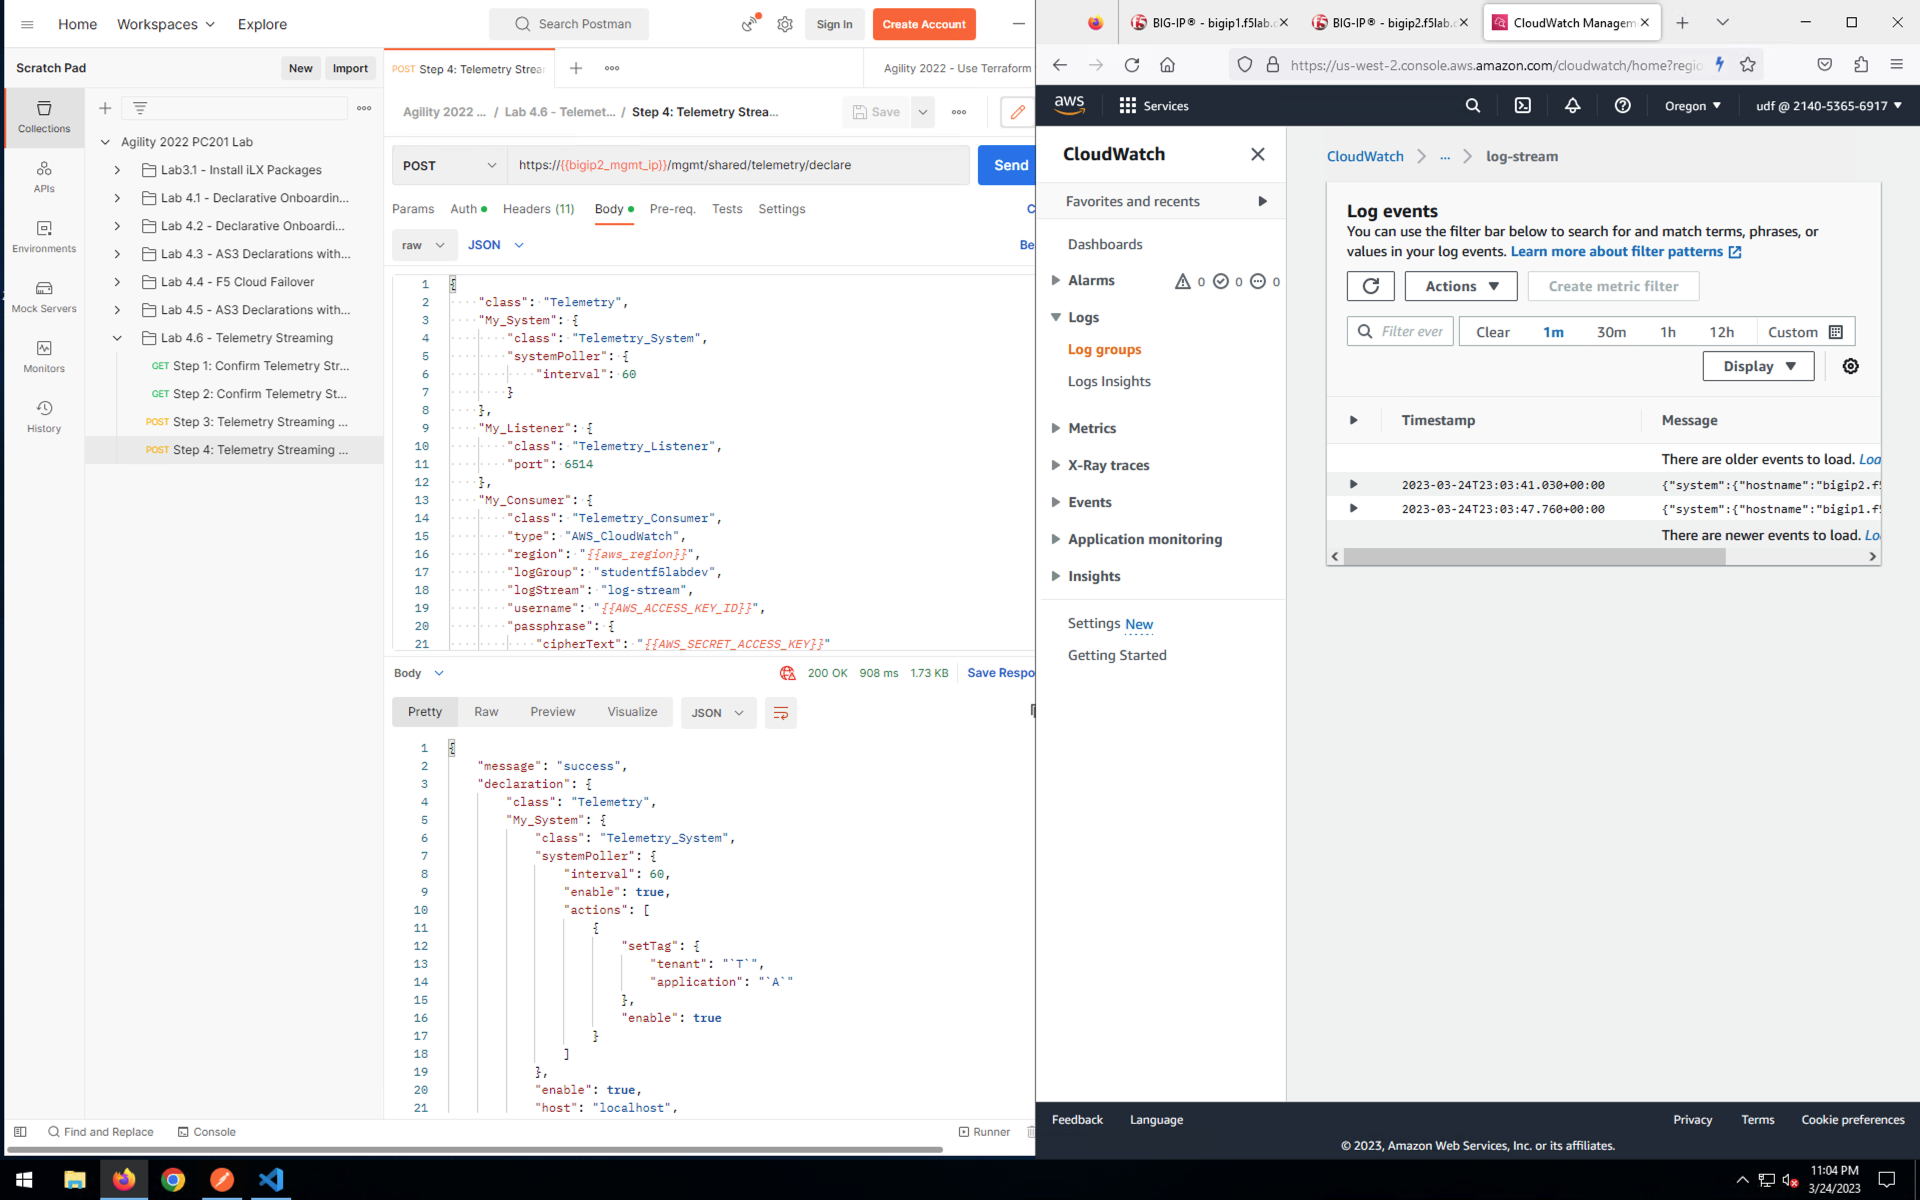 Home
Workspaces
Explore
Search Postman
Sign In
Create Account
Scratch Pad
New
Import
POST Step 4: Telemetry Strea
Agility 2022 - Use Terraform
Collections
APIs
Environments
Mock Servers
Monitors
History
Agility 2022 PC201 Lab
Lab3.1 - Install iLX Packages
Lab 4.1 - Declarative Onboardin...
Lab 4.2 - Declarative Onboardi...
Lab 4.3 - AS3 Declarations with...
Lab 4.4 - F5 Cloud Failover
Lab 4.5 - AS3 Declarations with...
Lab 4.6 - Telemetry Streaming
GET Step 1: Confirm Telemetry Str...
GET Step 2: Confirm Telemetry St...
POST Step 3: Telemetry Streaming ...
POST Step 4: Telemetry Streaming ...
Agility 2022 ... / Lab 4.6 - Telemet... / Step 4: Telemetry Strea...
Save
POST
https://{{bigip2_mgmt_ip}}/mgmt/shared/telemetry/declare
Send
Params Auth Headers (11) Body Pre-req. Tests Settings
raw JSON Be
1 {
2 "class": "Telemetry",
3 "My_System": {
4 "class": "Telemetry_System",
5 "systemPoller": {
6 "interval": 60
7 }
8 },
9 "My_Listener": {
10 "class": "Telemetry_Listener",
11 "port": 6514
12 },
13 "My_Consumer": {
14 "class": "Telemetry_Consumer",
15 "type": "AWS_CloudWatch",
16 "region": "{{aws_region}}",
17 "logGroup": "studentf5labdev",
18 "logStream": "log-stream",
19 "username": "{{AWS_ACCESS_KEY_ID}}",
20 "passphrase": {
21 "cipherText": "{{AWS_SECRET_ACCESS_KEY}}"
Body 200 OK 908 ms 1.73 KB Save Respo
Pretty Raw Preview Visualize JSON
1 {
2 "message": "success",
3 "declaration": {
4 "class": "Telemetry",
5 "My_System": {
6 "class": "Telemetry_System",
7 "systemPoller": {
8 "interval": 60,
9 "enable": true,
10 "actions": [
11 {
12 "setTag": {
13 "tenant": "`T`",
14 "application": "`A`"
15 },
16 "enable": true
17 }
18 ]
19 },
20 "enable": true,
21 "host": "localhost",
Find and Replace
Console
Runner
BIG-IP® - bigip1.f5lab.c
BIG-IP® - bigip2.f5lab.c
CloudWatch Managem
https://us-west-2.console.aws.amazon.com/cloudwatch/home?regio
aws
Services
Oregon
udf @ 2140-5365-6917
CloudWatch
Favorites and recents
Dashboards
Alarms 0 0 0
Logs
Log groups
Logs Insights
Metrics
X-Ray traces
Events
Application monitoring
Insights
Settings New
Getting Started
CloudWatch ... log-stream
Log events
You can use the filter bar below to search for and match terms, phrases, or
values in your log events. Learn more about filter patterns
Actions
Create metric filter
Filter ever
Clear 1m 30m 1h 12h Custom
Display
Timestamp Message
There are older events to load. Loa
2023-03-24T23:03:41.030+00:00 {"system":{"hostname":"bigip2.f5
2023-03-24T23:03:47.760+00:00 {"system":{"hostname":"bigip1.f5
There are newer events to load. Lo
Feedback Language Privacy Terms Cookie preferences
© 2023, Amazon Web Services, Inc. or its affiliates.
11:04 PM
3/24/2023